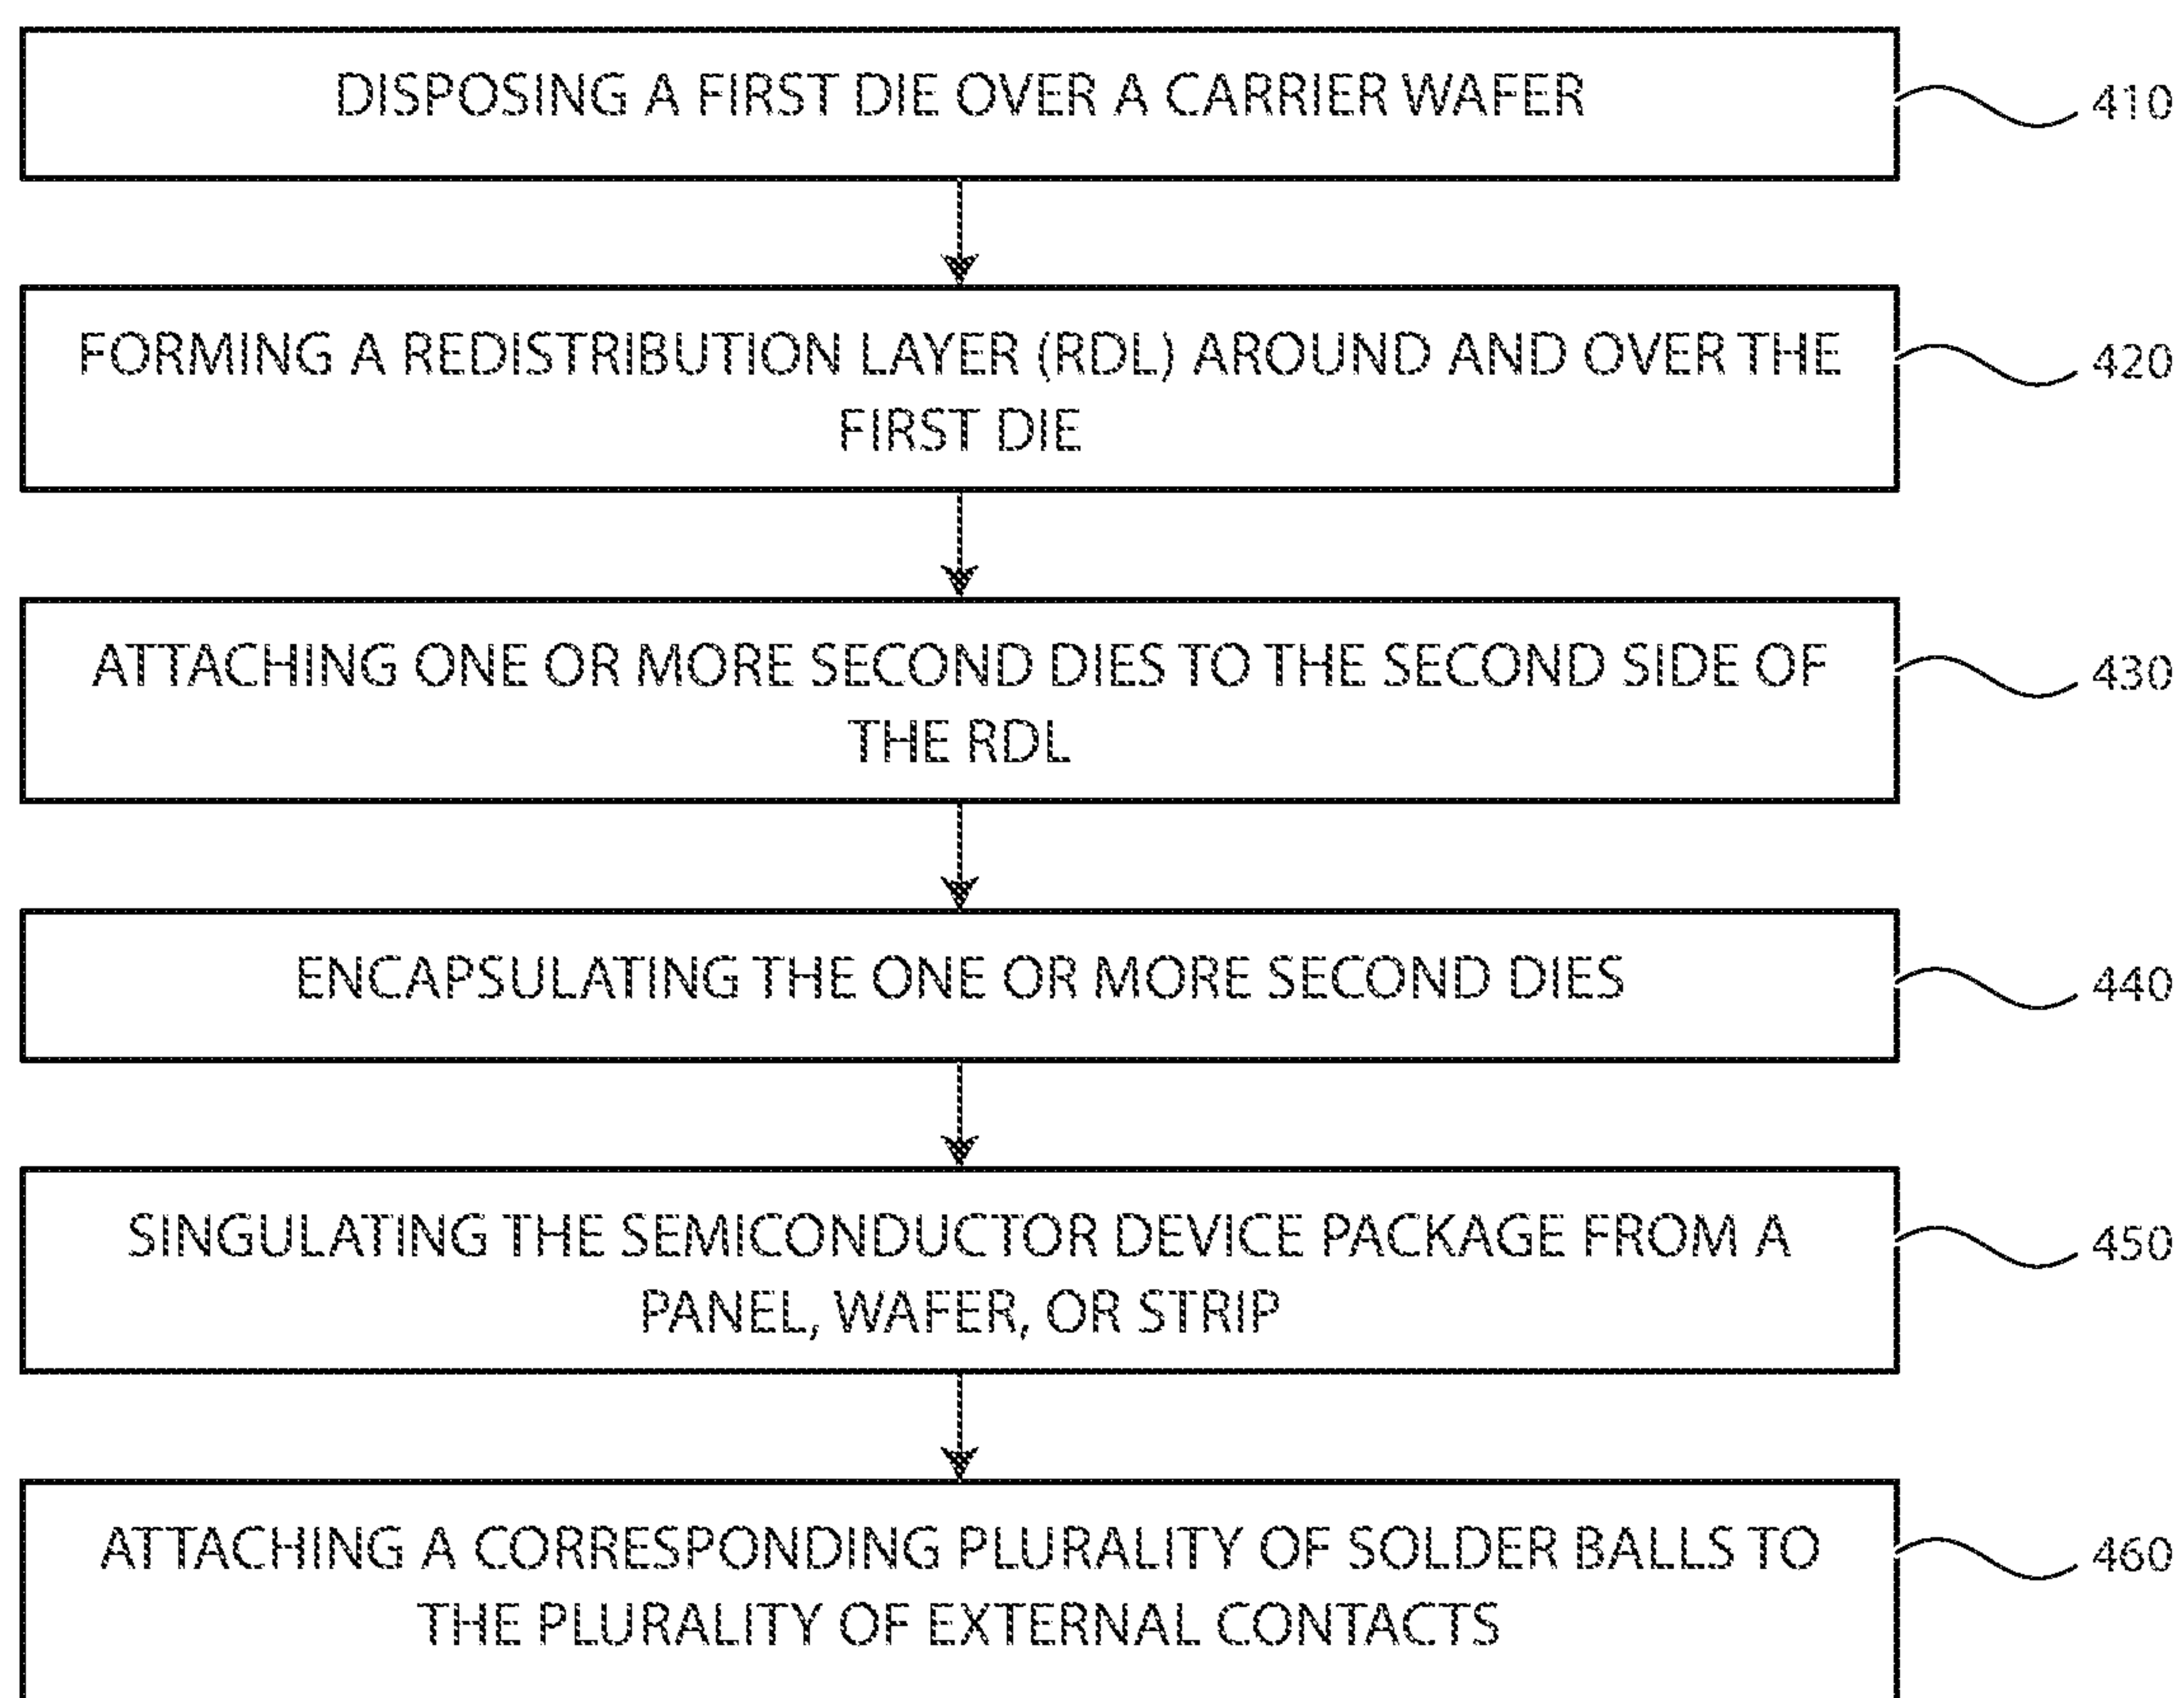 DISPOSING A FIRST DIE OVER A CARRIER WAFER
410
FORMING A REDISTRIBUTION LAYER (RDL) AROUND AND OVER THE
FIRST DIE
420
ATTACHING ONE OR MORE SECOND DIES TO THE SECOND SIDE OF
THE RDL
430
ENCAPSULATING THE ONE OR MORE SECOND DIES
440
SINGULATING THE SEMICONDUCTOR DEVICE PACKAGE FROM A
PANEL, WAFER, OR STRIP
450
ATTACHING A CORRESPONDING PLURALITY OF SOLDER BALLS TO
THE PLURALITY OF EXTERNAL CONTACTS
460